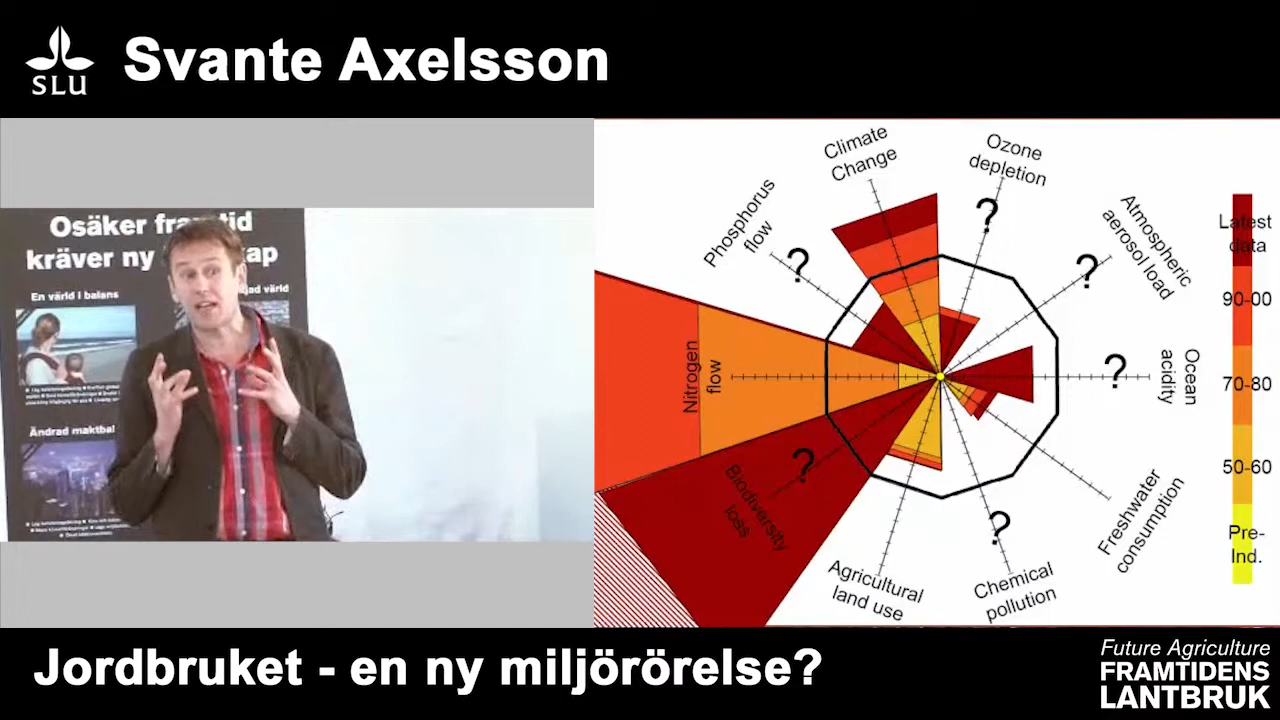 SLU
Svante Axelsson
Osäker framtid
kräver ny
En värld i balans
Ändrad
Climate
Change
Ozone
depletion
Phosphorus
flow
?
?
Atmospheric
aerosol load
?
Nitrogen
flow
?
Ocean
acidity
Biodiversity
loss
?
Freshwater
consumption
?
Agricultural
land use
Chemical
pollution
Latest
data
90-00
70-80
50-60
Pre-
Ind.
Jordbruket - en ny miljörörelse?
Future Agriculture
FRAMTIDENS
LANTBRUK